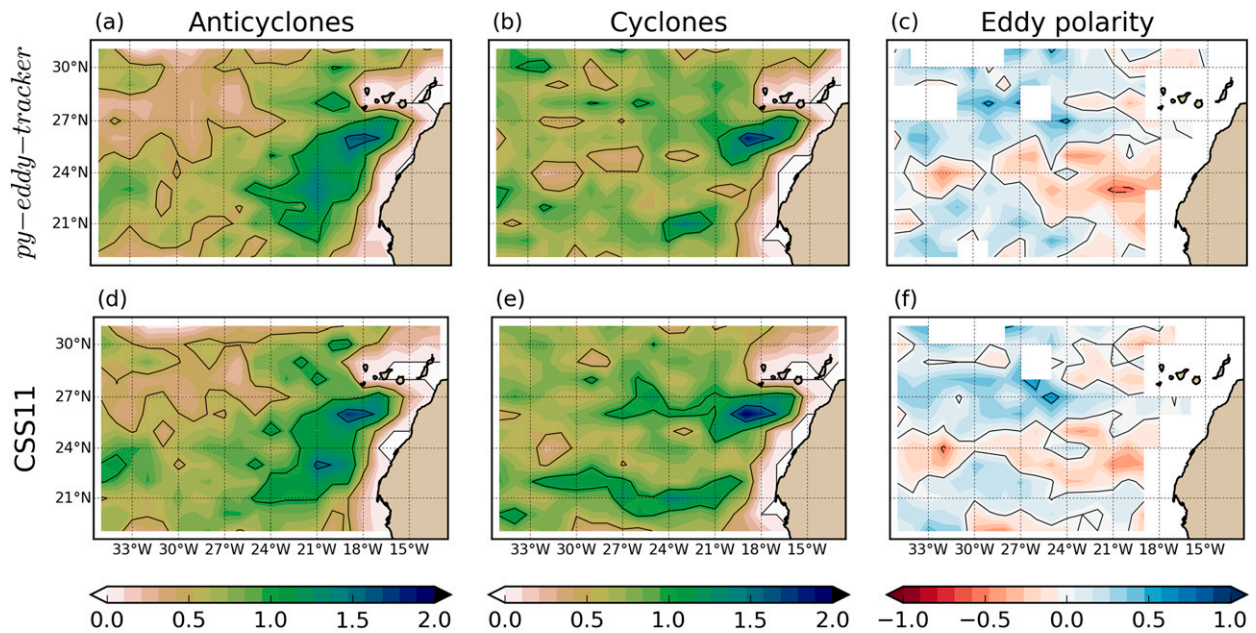 (a) Anticyclones
(b) Cyclones
(c) Eddy polarity
py−eddy−tracker
30°N
27°N
24°N
21°N
CSS11
(d)
(e)
(f)
30°N
27°N
24°N
21°N
33°W 30°W 27°W 24°W 21°W 18°W 15°W
33°W 30°W 27°W 24°W 21°W 18°W 15°W
33°W 30°W 27°W 24°W 21°W 18°W 15°W
0.0 0.5 1.0 1.5 2.0
0.0 0.5 1.0 1.5 2.0
−1.0 −0.5 0.0 0.5 1.0